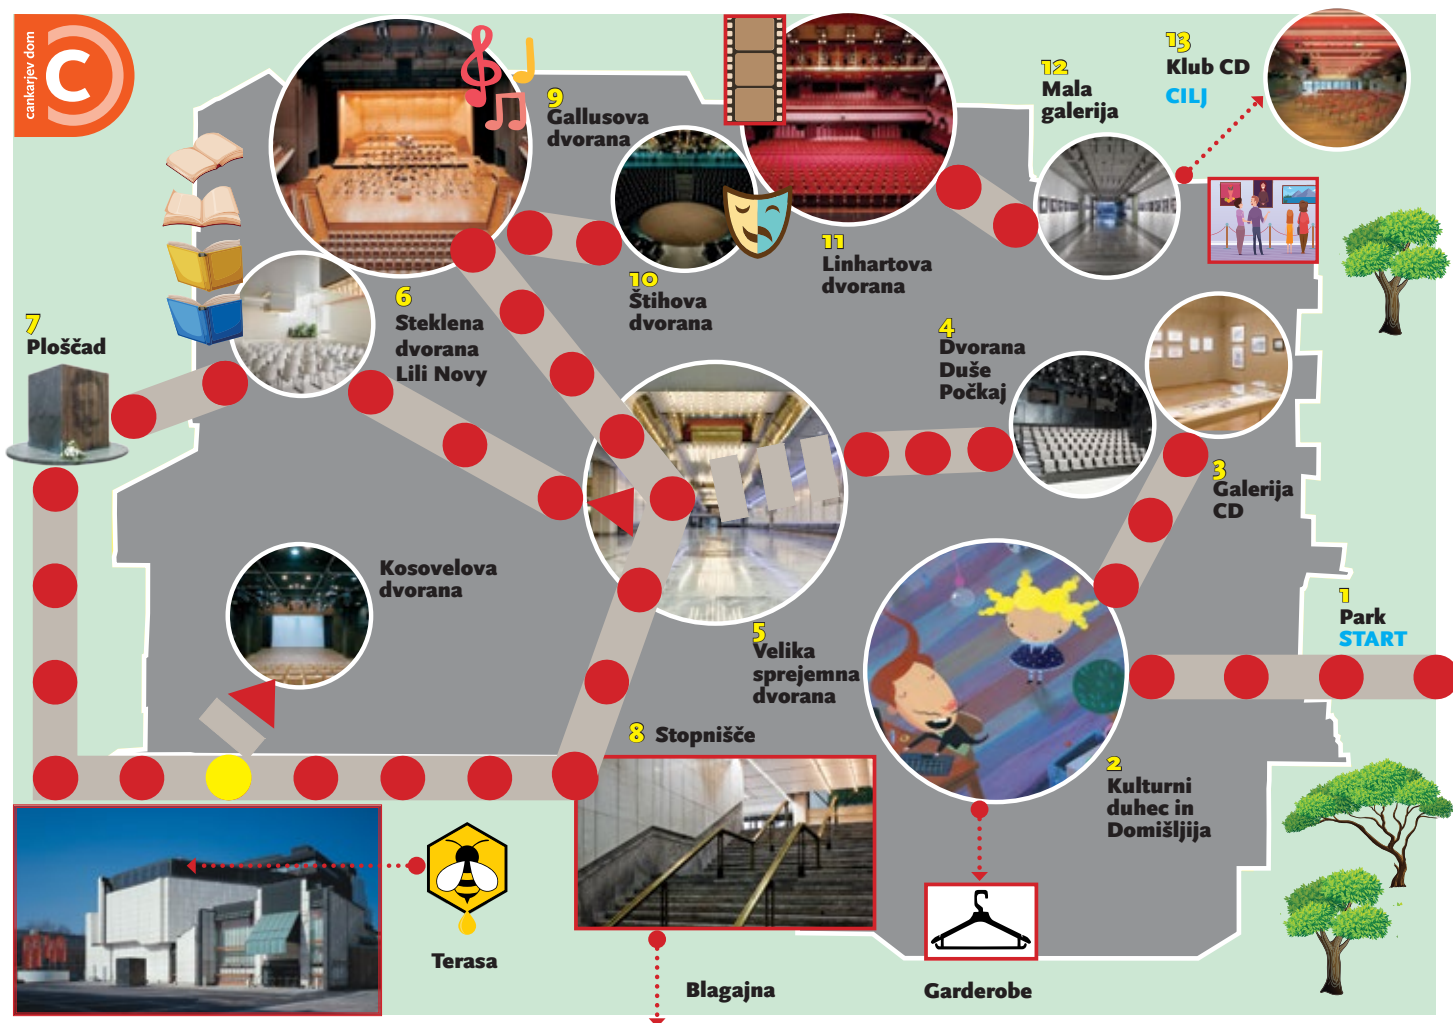 cankarjev dom
C
13
Klub CD
CILJ
12
Mala
galerija
9
Gallusova
dvorana
11
Linhartova
dvorana
10
Štihova
dvorana
6
Steklena
dvorana
Lili Novy
7
Ploščad
4
Dvorana
Duše
Počkaj
3
Galerija
CD
Kosovelova
dvorana
1
Park
START
5
Velika
sprejemna
dvorana
8 Stopnišče
2
Kulturni
duhec in
Domišljija
Terasa
Blagajna
Garderobe